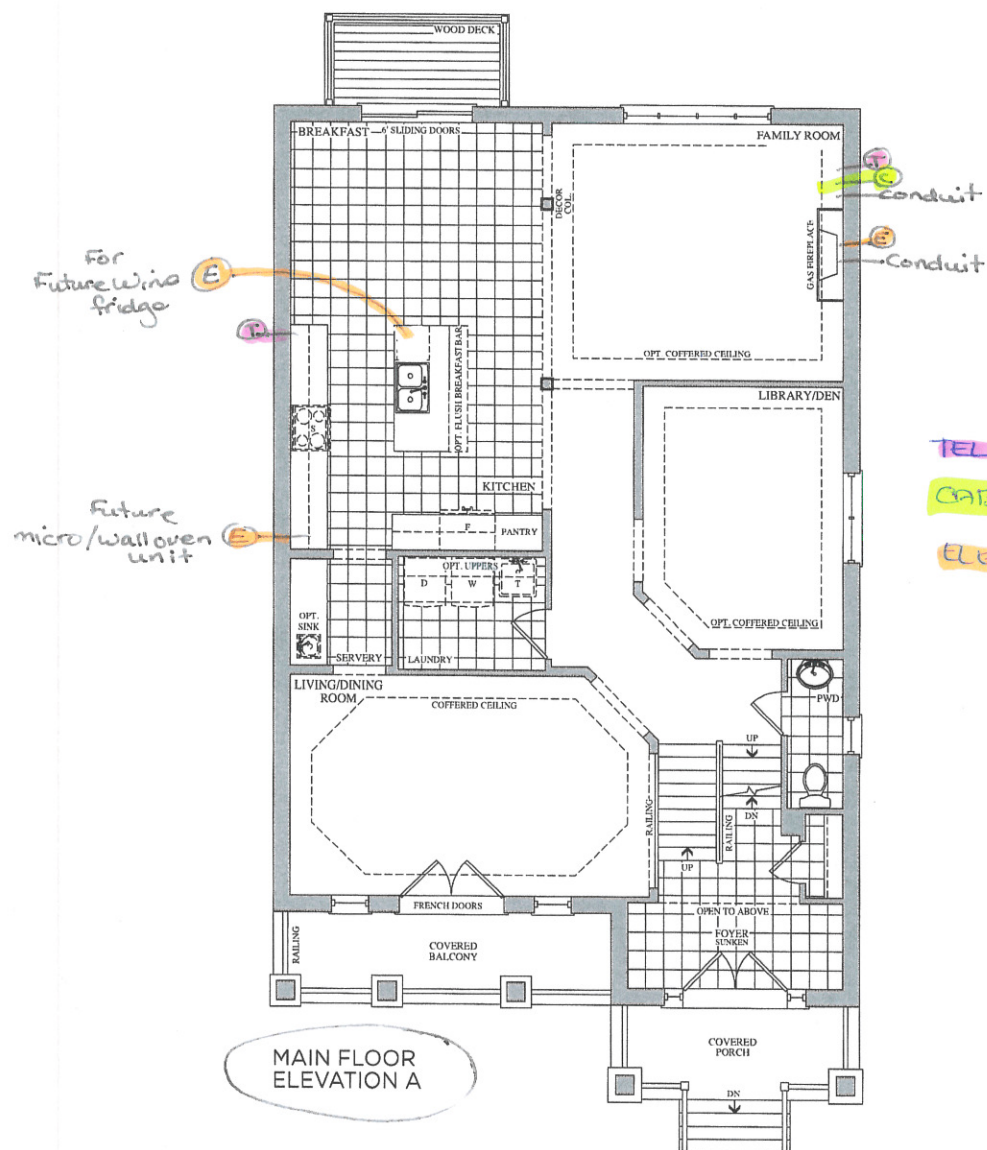 WOOD DECK
BREAKFAST
6' SLIDING DOORS
FAMILY ROOM
T
C
conduit
DECOR
COL.
GAS FIREPLACE
E
Conduit
For
Future Wine
fridge
E
T
OPT. FLUSH BREAKFAST BAR
OPT. COFFERED CEILING
LIBRARY/DEN
S
TEL
KITCHEN
Future
micro/wall oven
unit
E
F
PANTRY
OPT. UPPERS
D
W
T
OPT.
SINK
SERVERY
LAUNDRY
OPT. COFFERED CEILING
LIVING/DINING
ROOM
COFFERED CEILING
PWD
UP
RAILING
RAILING
DN
UP
FRENCH DOORS
OPEN TO ABOVE
FOYER
SUNKEN
RAILING
COVERED
BALCONY
MAIN FLOOR
ELEVATION A
COVERED
PORCH
DN